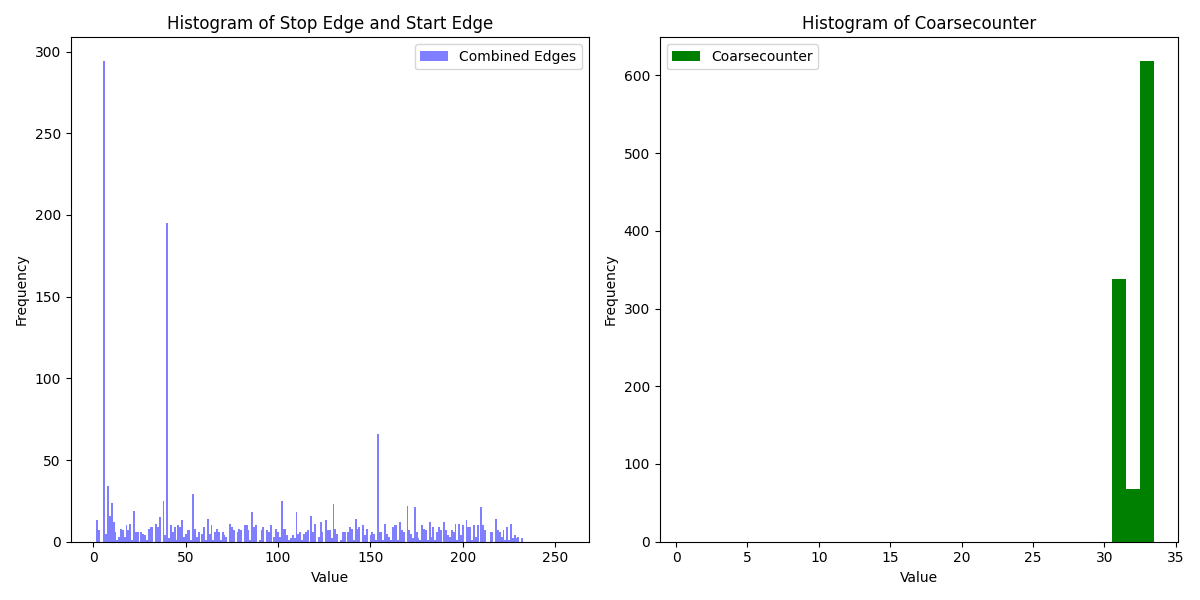 Histogram of Stop Edge and Start Edge
Combined Edges
Frequency
300
250
200
150
100
50
0
0 50 100 150 200 250
Value
Histogram of Coarsecounter
Coarsecounter
Frequency
600
500
400
300
200
100
0
0 5 10 15 20 25 30 35
Value